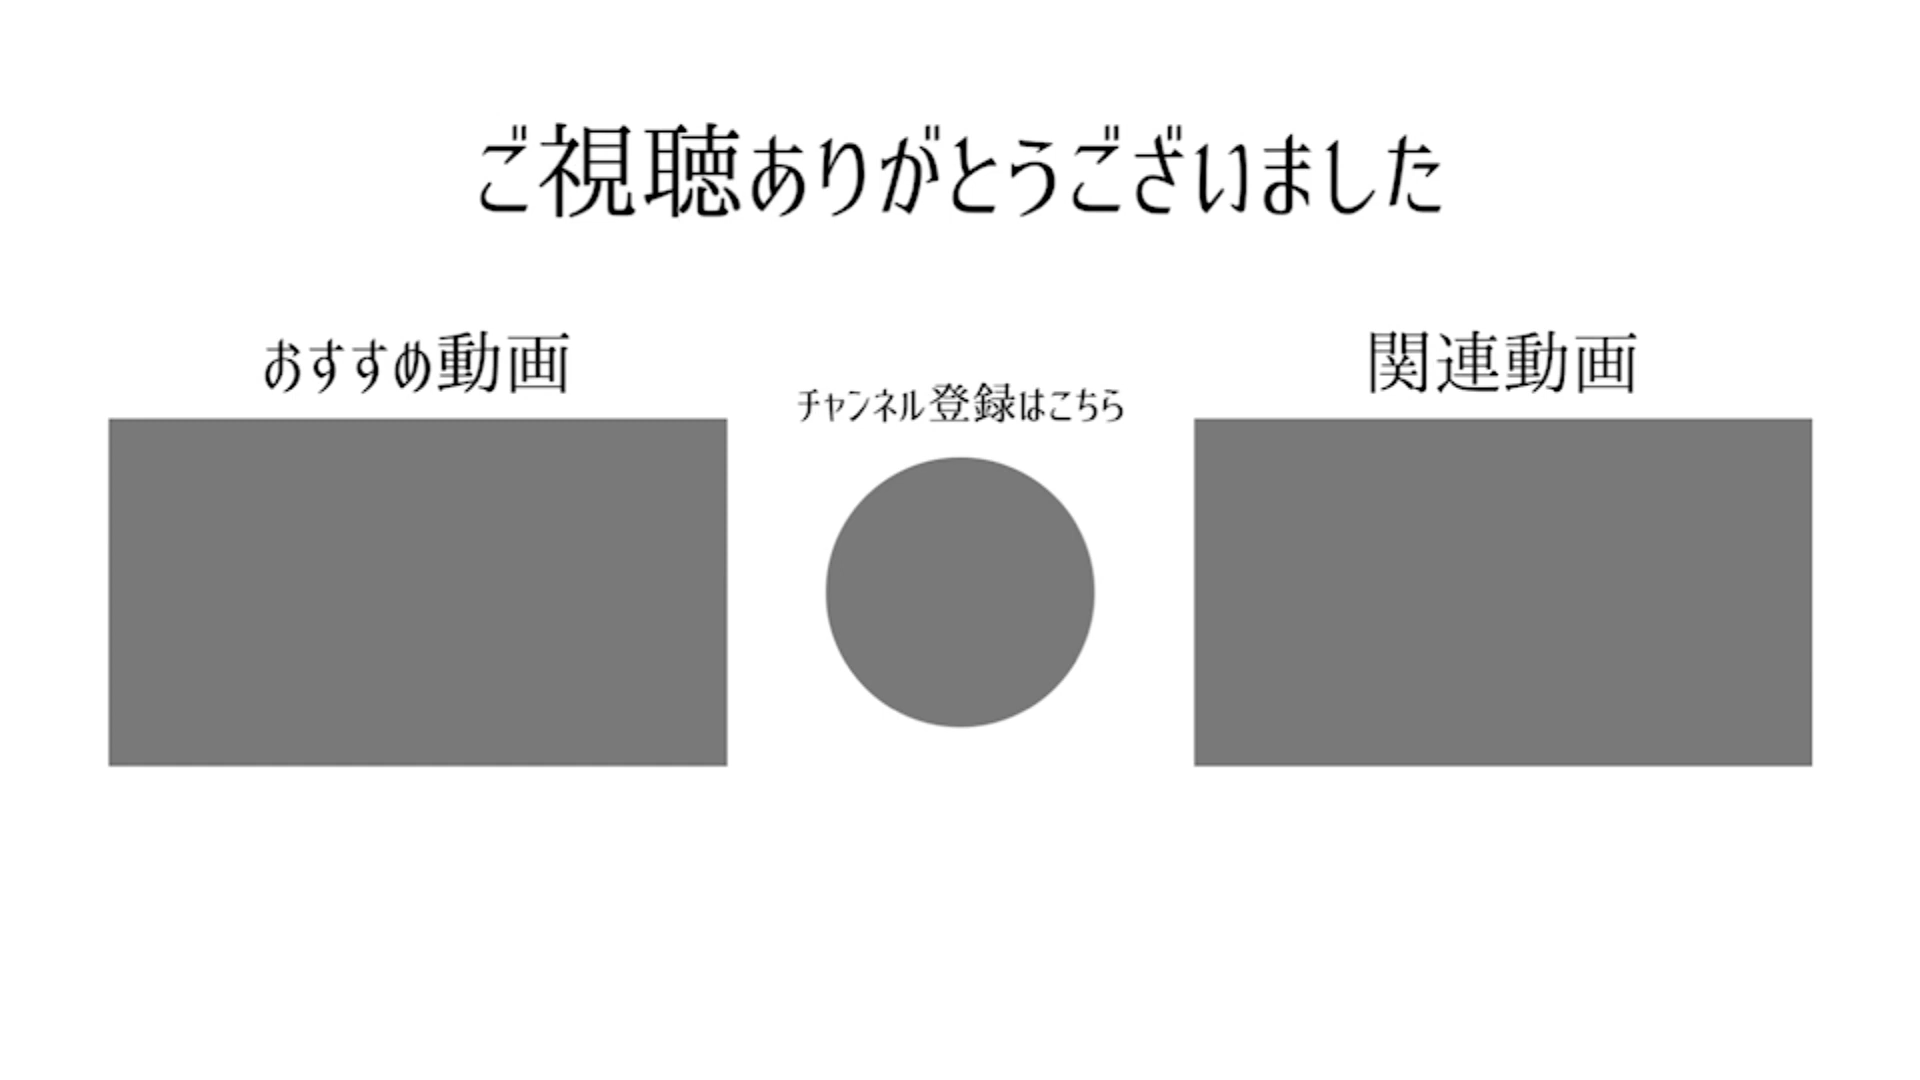 ご視聴ありがとうございました
おすすめ動画
チャンネル登録はこちら
関連動画